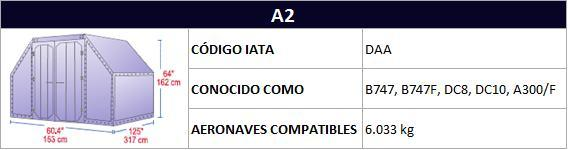 A2
CÓDIGO IATA DAA
CONOCIDO COMO B747, B747F, DC8, DC10, A300/F
AERONAVES COMPATIBLES 6.033 kg
64"
162 cm
60.4"
153 cm
125"
317 cm